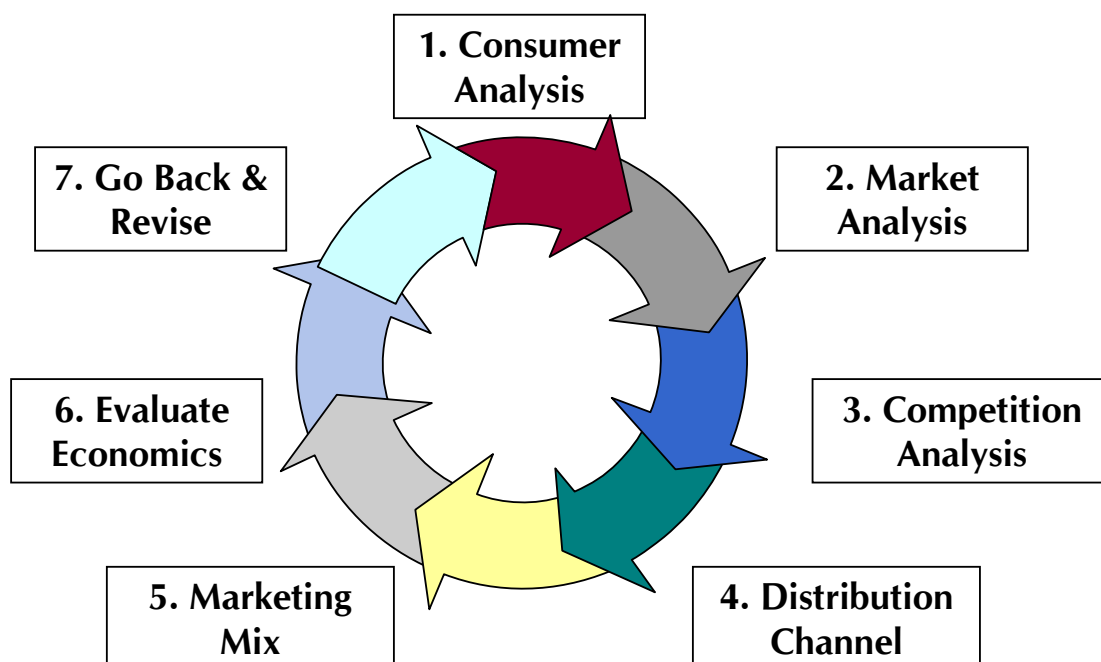 1. Consumer
Analysis
2. Market
Analysis
3. Competition
Analysis
4. Distribution
Channel
5. Marketing
Mix
6. Evaluate
Economics
7. Go Back &
Revise